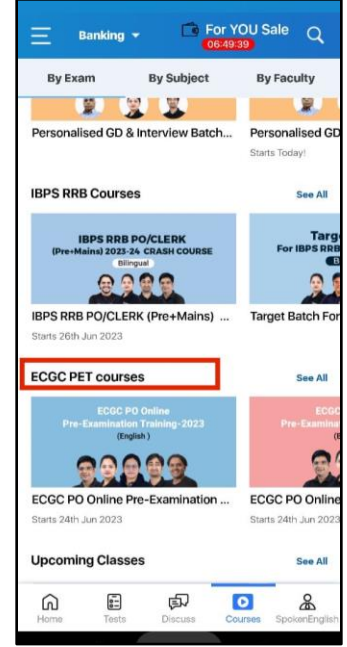 Banking
For YOU Sale
06:49:39
By Exam By Subject By Faculty
Personalised GD & Interview Batch... Personalised GD
Starts Today!
IBPS RRB Courses See All
IBPS RRB PO/CLERK
(Pre+Mains) 2023-24 CRASH COURSE
Bilingual
Targ
For IBPS RRB
B
IBPS RRB PO/CLERK (Pre+Mains) ... Target Batch For
Starts 26th Jun 2023
ECGC PET courses See All
ECGC PO Online
Pre-Examination Training-2023
(English )
ECGC
Pre-Examina
(E
ECGC PO Online Pre-Examination ... ECGC PO Online
Starts 24th Jun 2023 Starts 24th Jun 2023
Upcoming Classes See All
Home Tests Discuss Courses SpokenEnglish